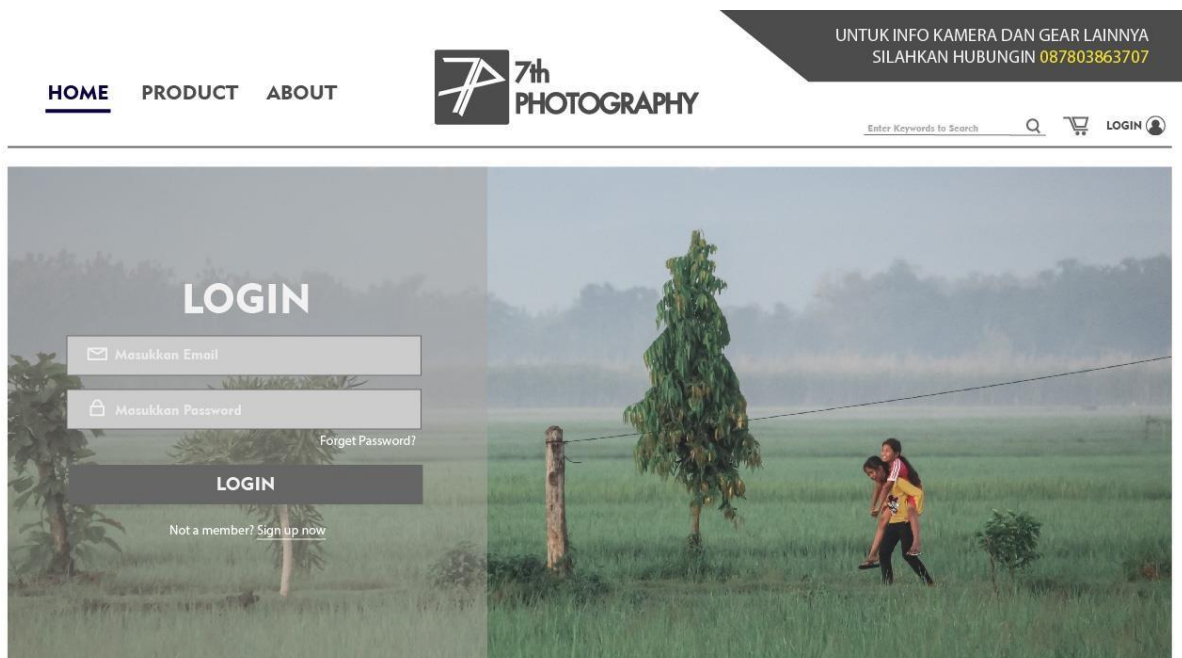 UNTUK INFO KAMERA DAN GEAR LAINNYA
SILAHKAN HUBUNGIN 087803863707
HOME PRODUCT ABOUT
7th
PHOTOGRAPHY
Enter Keywords to Search
LOGIN
LOGIN
Masukkan Email
Masukkan Password
Forget Password?
LOGIN
Not a member? Sign up now